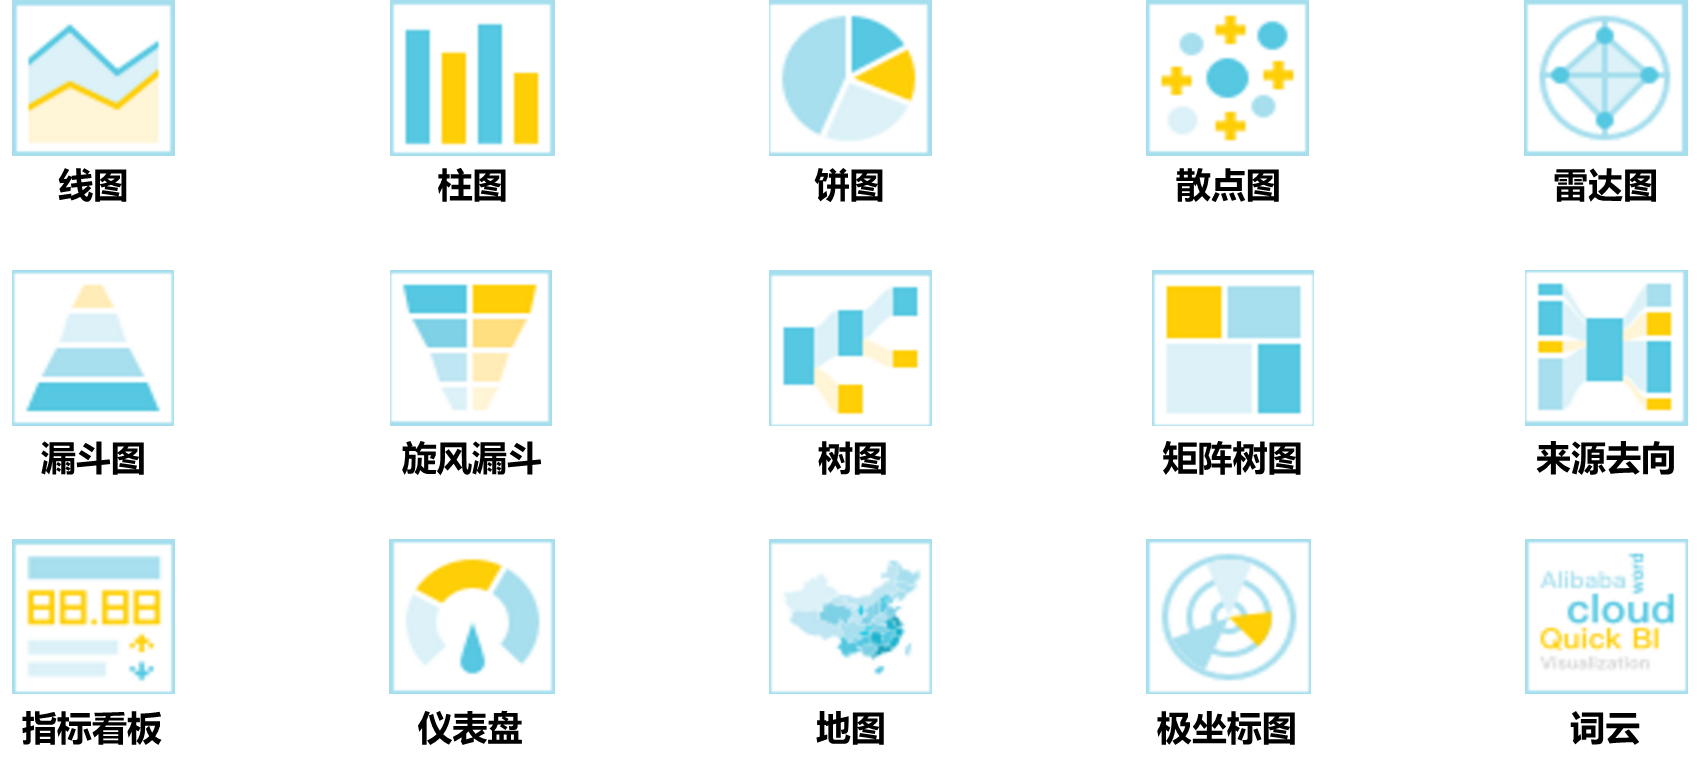 线图
柱图
饼图
散点图
雷达图
漏斗图
旋风漏斗
树图
矩阵树图
来源去向
88.88
指标看板
仪表盘
地图
极坐标图
Alibaba
word
cloud
Quick BI
Visualization
词云